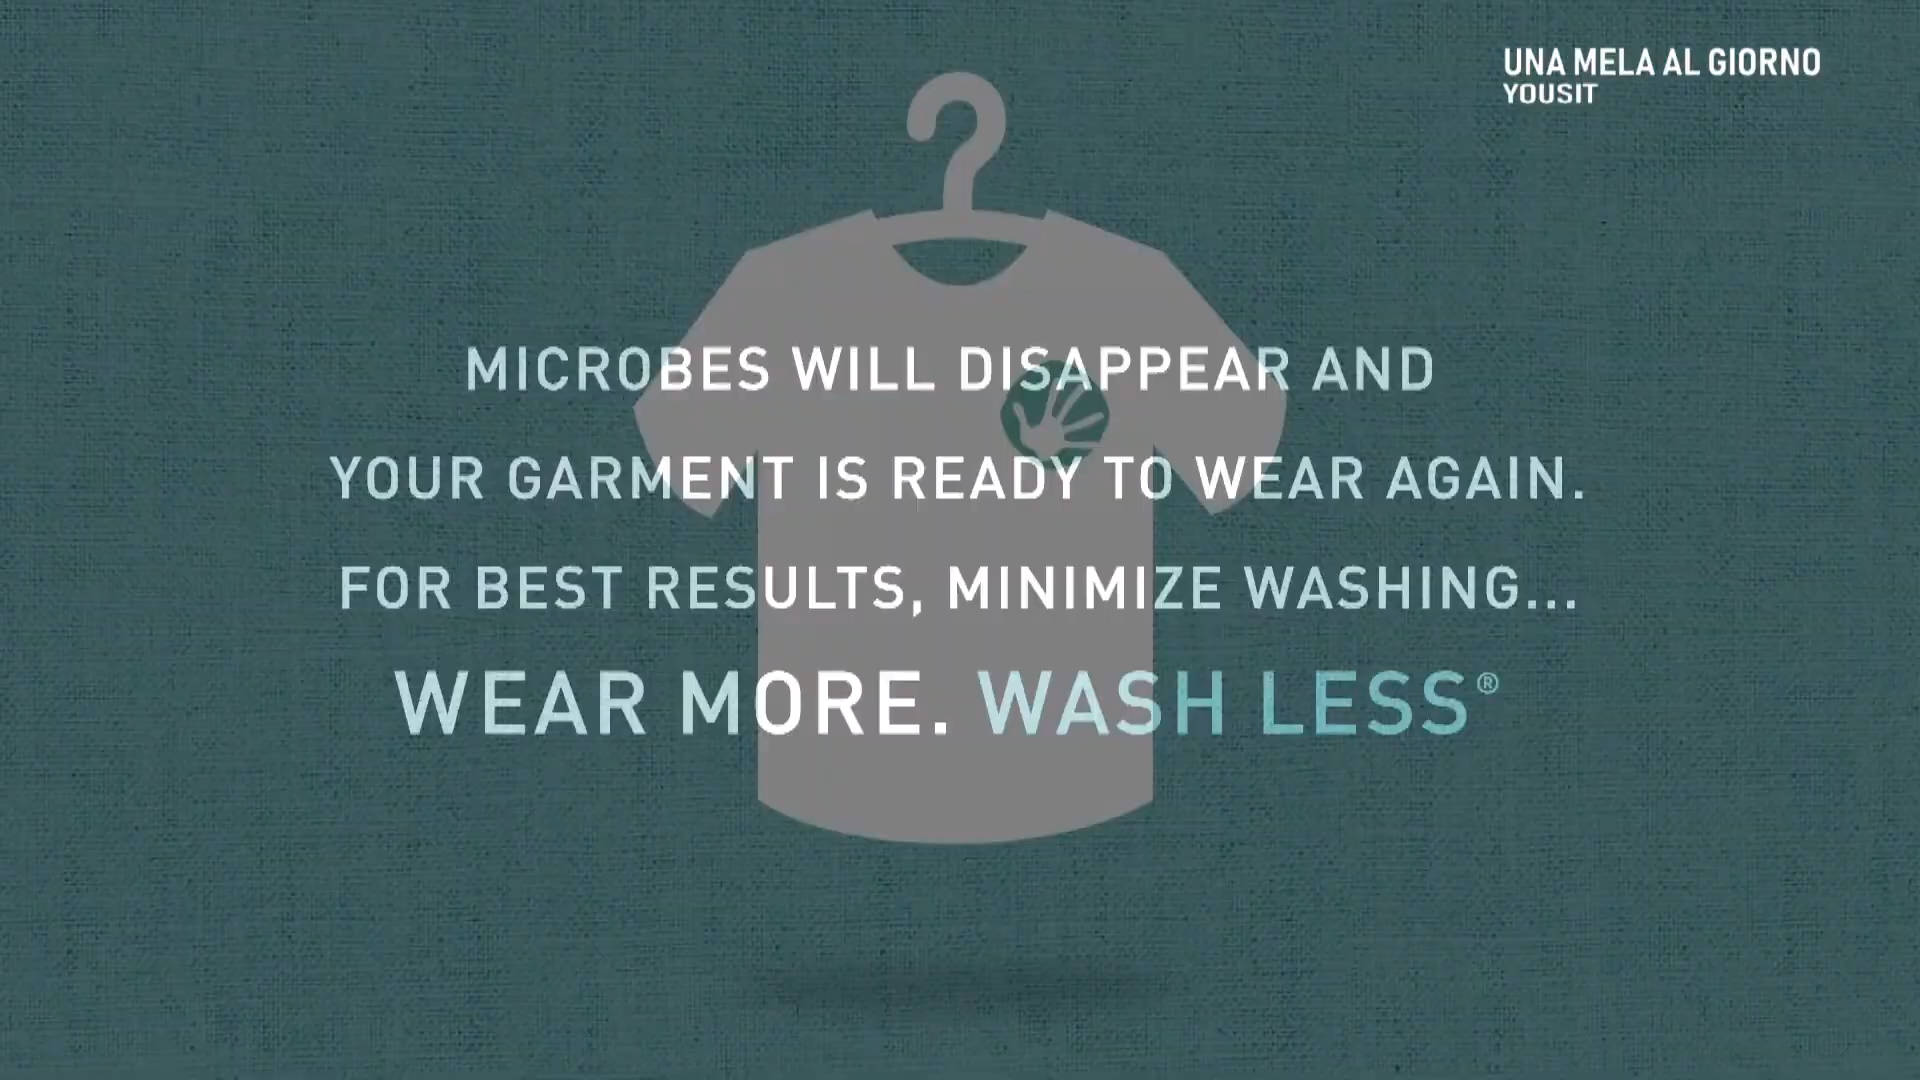 UNA MELA AL GIORNO
YOUSIT
MICROBES WILL DISAPPEAR AND
YOUR GARMENT IS READY TO WEAR AGAIN.
FOR BEST RESULTS, MINIMIZE WASHING...
WEAR MORE. WASH LESS®